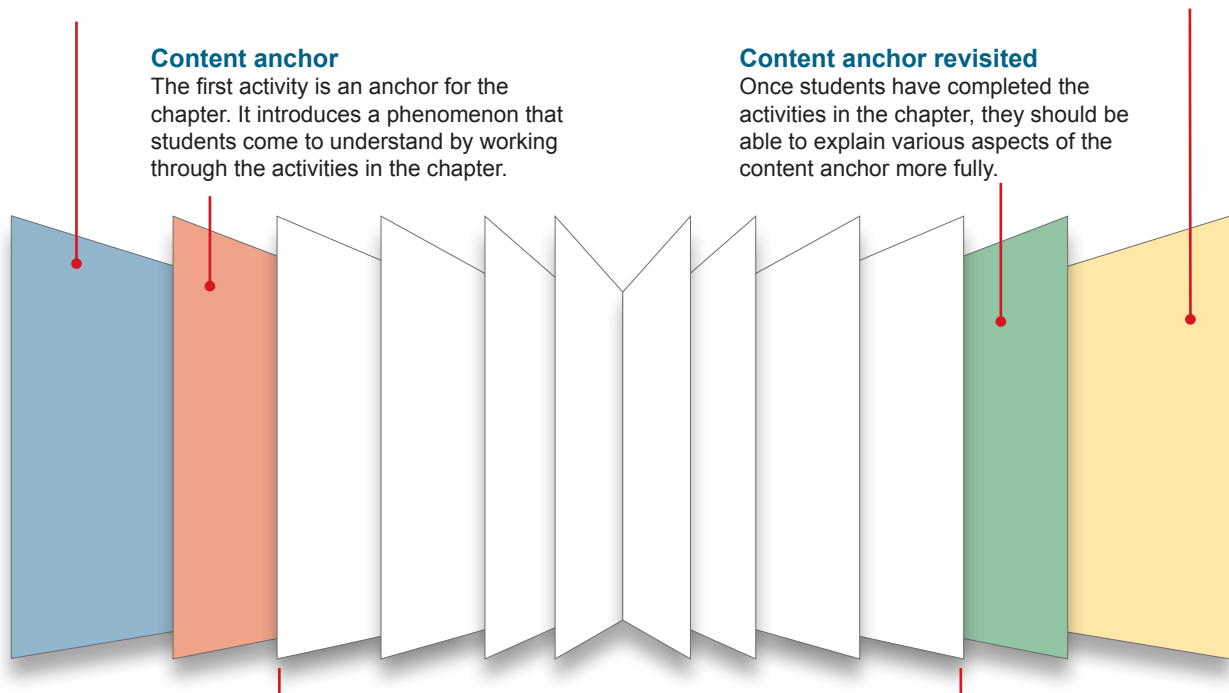 Content anchor
The first activity is an anchor for the
chapter. It introduces a phenomenon that
students come to understand by working
through the activities in the chapter.
Content anchor revisited
Once students have completed the
activities in the chapter, they should be
able to explain various aspects of the
content anchor more fully.